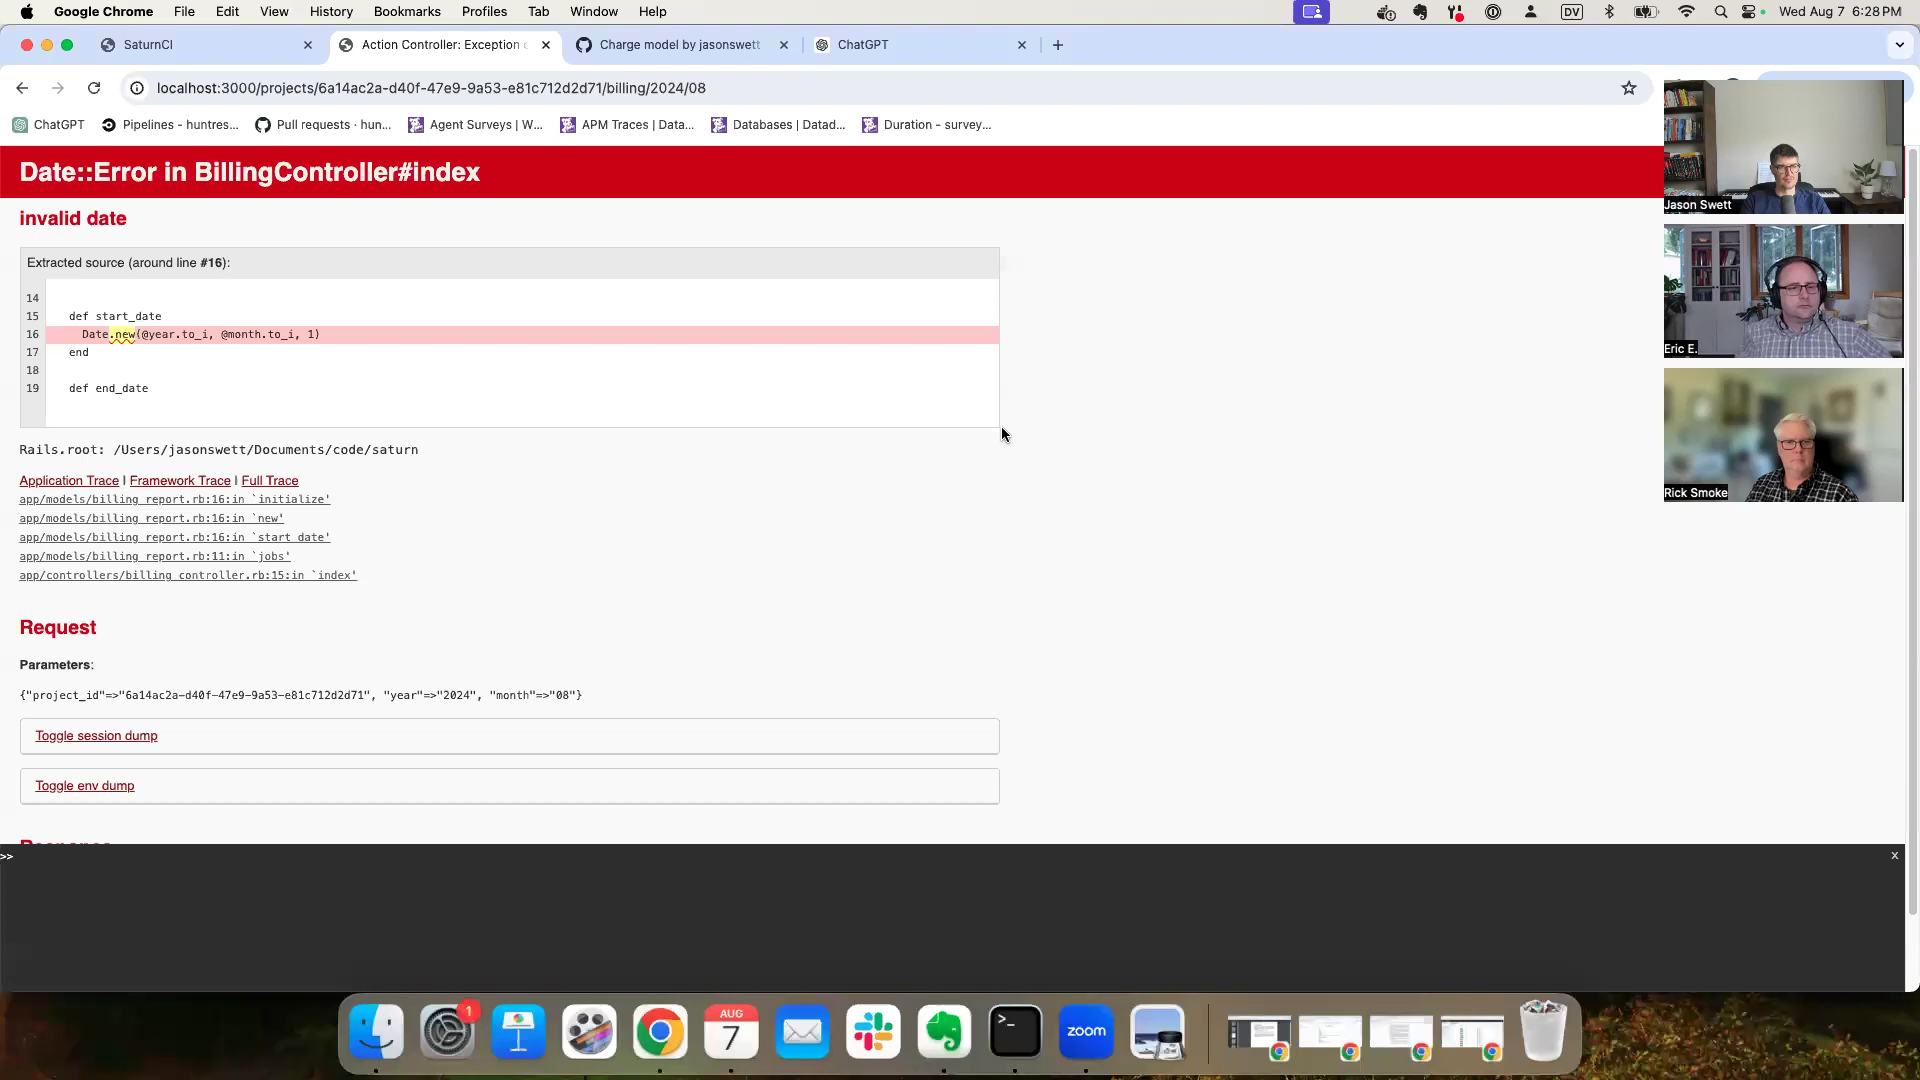 Google Chrome File Edit View History Bookmarks Profiles Tab Window Help
DV
Wed Aug 7 6:28 PM
SaturnCI
Action Controller: Exception
Charge model by jasonswett
ChatGPT
localhost:3000/projects/6a14ac2a-d40f-47e9-9a53-e81c712d2d71/billing/2024/08
ChatGPT
Pipelines - huntres...
Pull requests · hun...
Agent Surveys | W...
APM Traces | Data...
Databases | Datad...
Duration - survey...
Date::Error in BillingController#index
invalid date
Extracted source (around line #16):
14
15 def start_date
16 Date.new(@year.to_i, @month.to_i, 1)
17 end
18
19 def end_date
Rails.root: /Users/jasonswett/Documents/code/saturn
Application Trace | Framework Trace | Full Trace
app/models/billing_report.rb:16:in `initialize'
app/models/billing_report.rb:16:in `new'
app/models/billing_report.rb:16:in `start_date'
app/models/billing_report.rb:11:in `jobs'
app/controllers/billing_controller.rb:15:in `index'
Request
Parameters:
{"project_id"=>"6a14ac2a-d40f-47e9-9a53-e81c712d2d71", "year"=>"2024", "month"=>"08"}
Toggle session dump
Toggle env dump
Response
>>
x
Jason Swett
Eric E.
Rick Smoke
1
AUG
7
>_
zoom